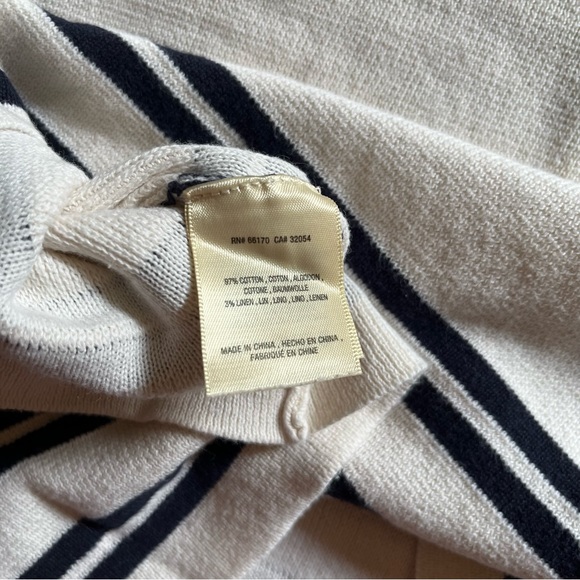 RN# 66170 CA# 32054
97% COTTON , COTON , ALGODON ,
COTONE , BAUMWOLLE
3% LINEN , LIN , LINO , LINO , LEINEN
MADE IN CHINA , HECHO EN CHINA ,
FABRIQUÉ EN CHINE